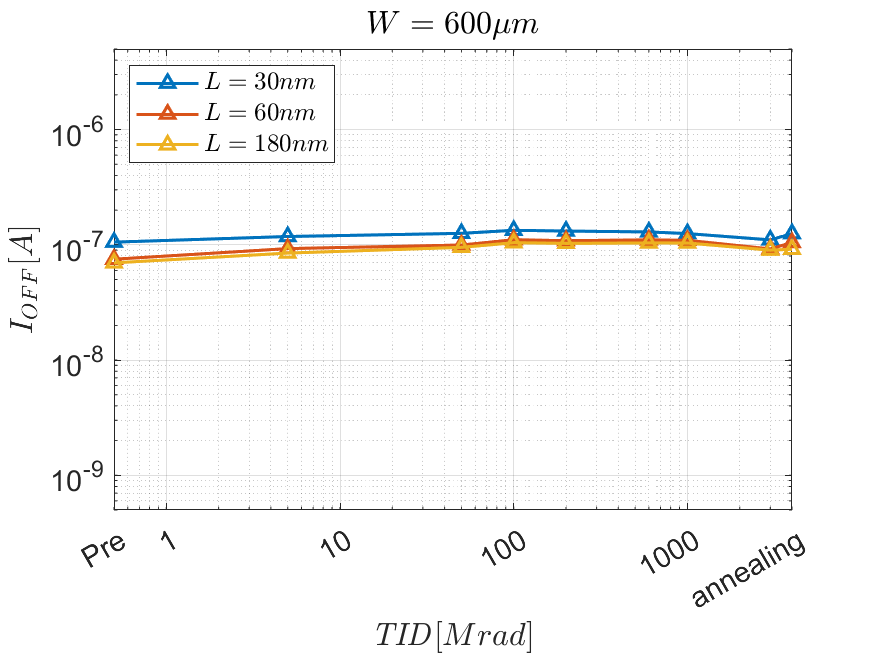 W = 600μm
L = 30nm
L = 60nm
L = 180nm
10^-6
10^-7
10^-8
10^-9
I_OFF[A]
Pre 1 10 100 1000 annealing
TID[Mrad]